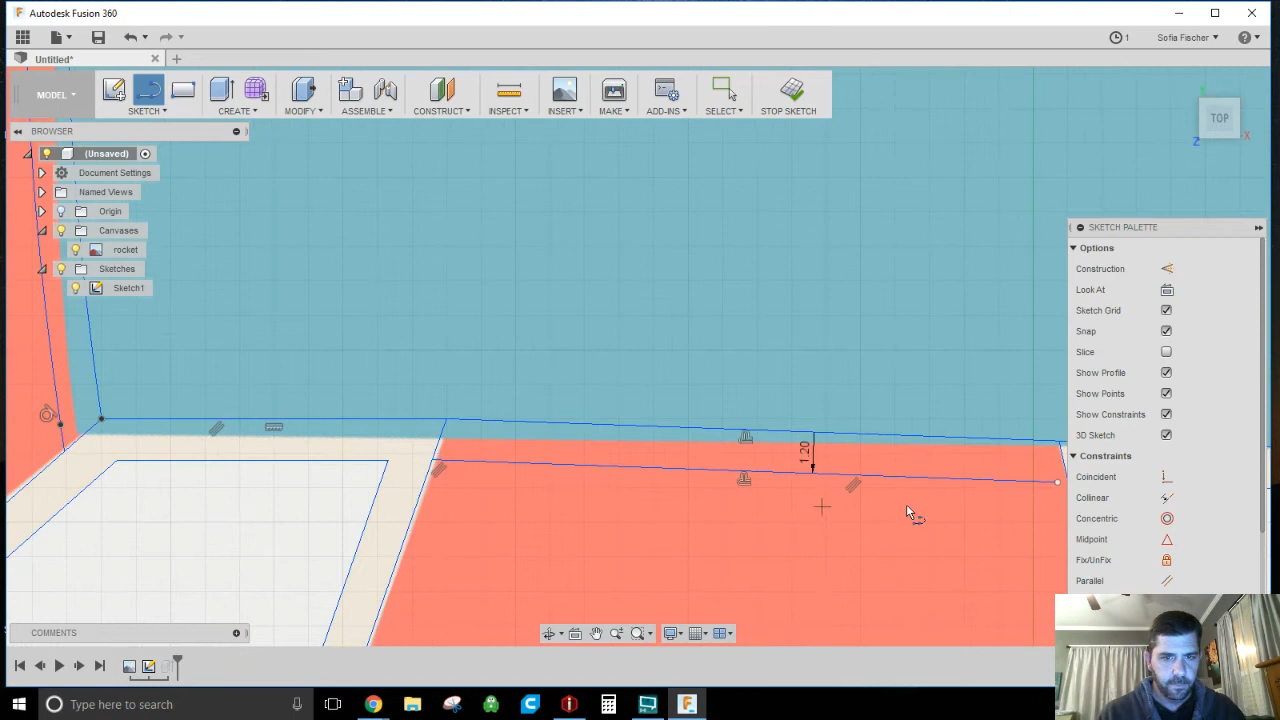 Autodesk Fusion 360
1
Sofia Fischer
Untitled*
MODEL
SKETCH
CREATE
MODIFY
ASSEMBLE
CONSTRUCT
INSPECT
INSERT
MAKE
ADD-INS
SELECT
STOP SKETCH
TOP
X
Z
BROWSER
(Unsaved)
Document Settings
Named Views
Origin
Canvases
rocket
Sketches
Sketch1
1.20
SKETCH PALETTE
Options
Construction
Look At
Sketch Grid
Snap
Slice
Show Profile
Show Points
Show Constraints
3D Sketch
Constraints
Coincident
Collinear
Concentric
Midpoint
Fix/UnFix
Parallel
COMMENTS
Type here to search